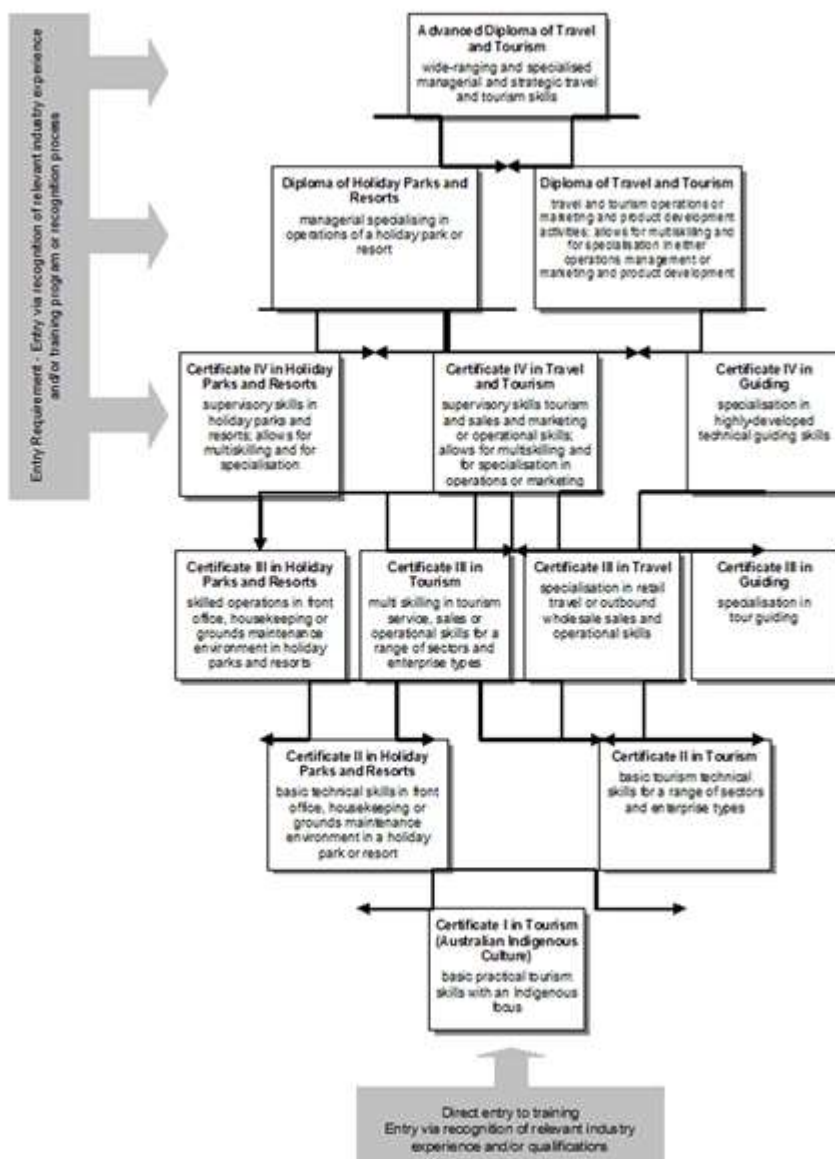 Entry Requirement - Entry via recognition of relevant industry experience
and/or training program or recognition process
Advanced Diploma of Travel
and Tourism
wide-ranging and specialised
managerial and strategic travel
and tourism skills
Diploma of Holiday Parks and
Resorts
managerial specialising in
operations of a holiday park or
resort
Diploma of Travel and Tourism
travel and tourism operations or
marketing and product development
activities; allows for multiskilling and
for specialisation in either
operations management or
marketing and product development
Certificate IV in Holiday
Parks and Resorts
supervisory skills in
holiday parks and
resorts; allows for
multiskilling and for
specialisation
Certificate IV in Travel
and Tourism
supervisory skills tourism
and sales and marketing
or operational skills;
allows for multiskilling and
for specialisation in
operations or marketing
Certificate IV in
Guiding
specialisation in
highly-developed
technical guiding skills
Certificate III in Holiday
Parks and Resorts
skilled operations in front
office, housekeeping or
grounds maintenance
environment in holiday
parks and resorts
Certificate III in
Tourism
multi skilling in tourism
service, sales or
operational skills for a
range of sectors and
enterprise types
Certificate III in Travel
specialisation in retail
travel or outbound
wholesale sales and
operational skills
Certificate III in
Guiding
specialisation in
tour guiding
Certificate II in Holiday
Parks and Resorts
basic technical skills in front
office, housekeeping or
grounds maintenance
environment in a holiday
park or resort
Certificate II in Tourism
basic tourism technical
skills for a range of sectors
and enterprise types
Certificate I in Tourism
(Australian Indigenous
Culture)
basic practical tourism
skills with an Indigenous
focus
Direct entry to training
Entry via recognition of relevant industry
experience and/or qualifications